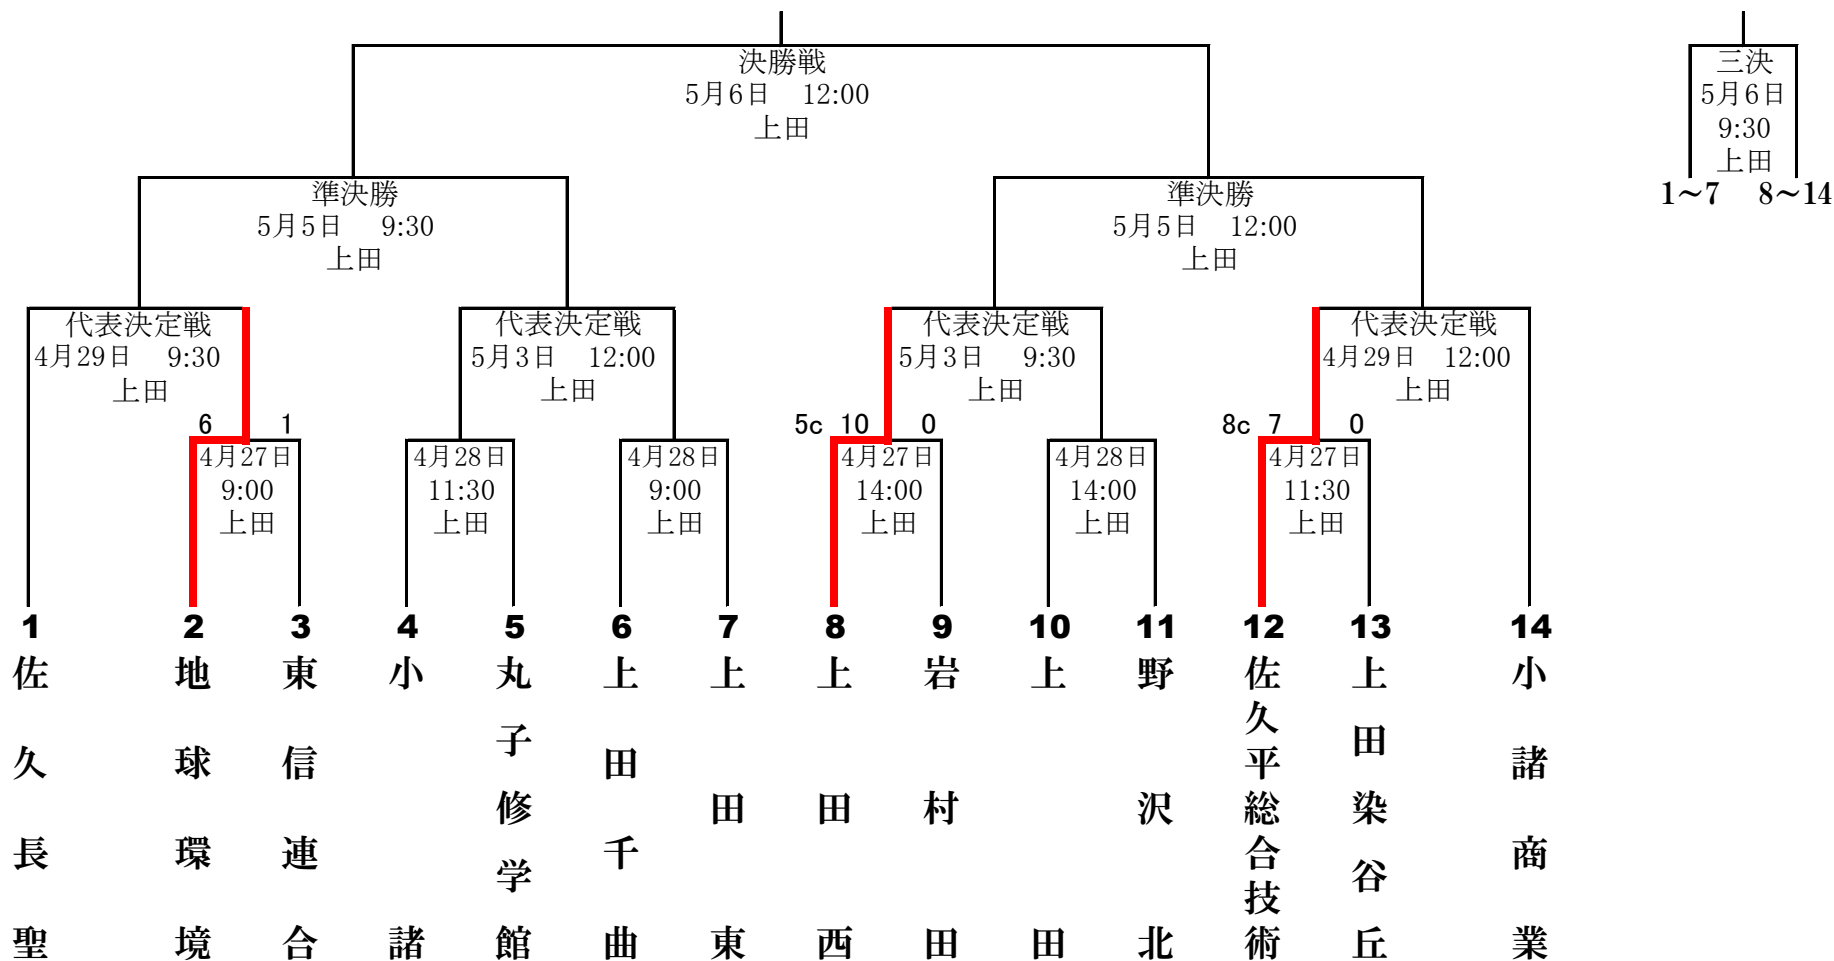 決勝戦
5月6日 12:00
上田
三決
5月6日
9:30
上田
1～7 8～14
準決勝
5月5日 9:30
上田
準決勝
5月5日 12:00
上田
代表決定戦
4月29日 9:30
上田
代表決定戦
5月3日 12:00
上田
代表決定戦
5月3日 9:30
上田
代表決定戦
4月29日 12:00
上田
6 1
4月27日
9:00
上田
4月28日
11:30
上田
4月28日
9:00
上田
5c 10 0
4月27日
14:00
上田
4月28日
14:00
上田
8c 7 0
4月27日
11:30
上田
1
佐久長聖
2
地球環境
3
東信連合
4
小諸
5
丸子修学館
6
上田千曲
7
上田東
8
上田西
9
岩村田
10
上田
11
野沢北
12
佐久平総合技術
13
上田染谷丘
14
小諸商業